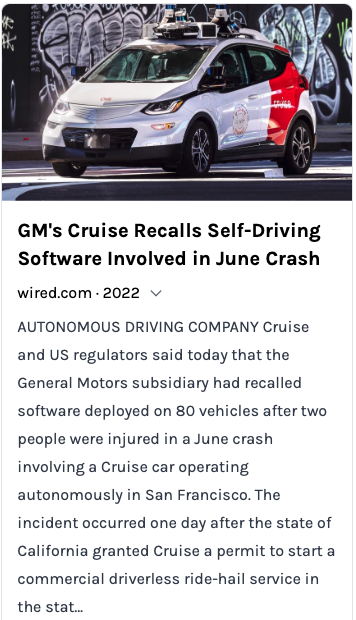 GM's Cruise Recalls Self-Driving
Software Involved in June Crash
wired.com · 2022
AUTONOMOUS DRIVING COMPANY Cruise
and US regulators said today that the
General Motors subsidiary had recalled
software deployed on 80 vehicles after two
people were injured in a June crash
involving a Cruise car operating
autonomously in San Francisco. The
incident occurred one day after the state of
California granted Cruise a permit to start a
commercial driverless ride-hail service in
the stat...